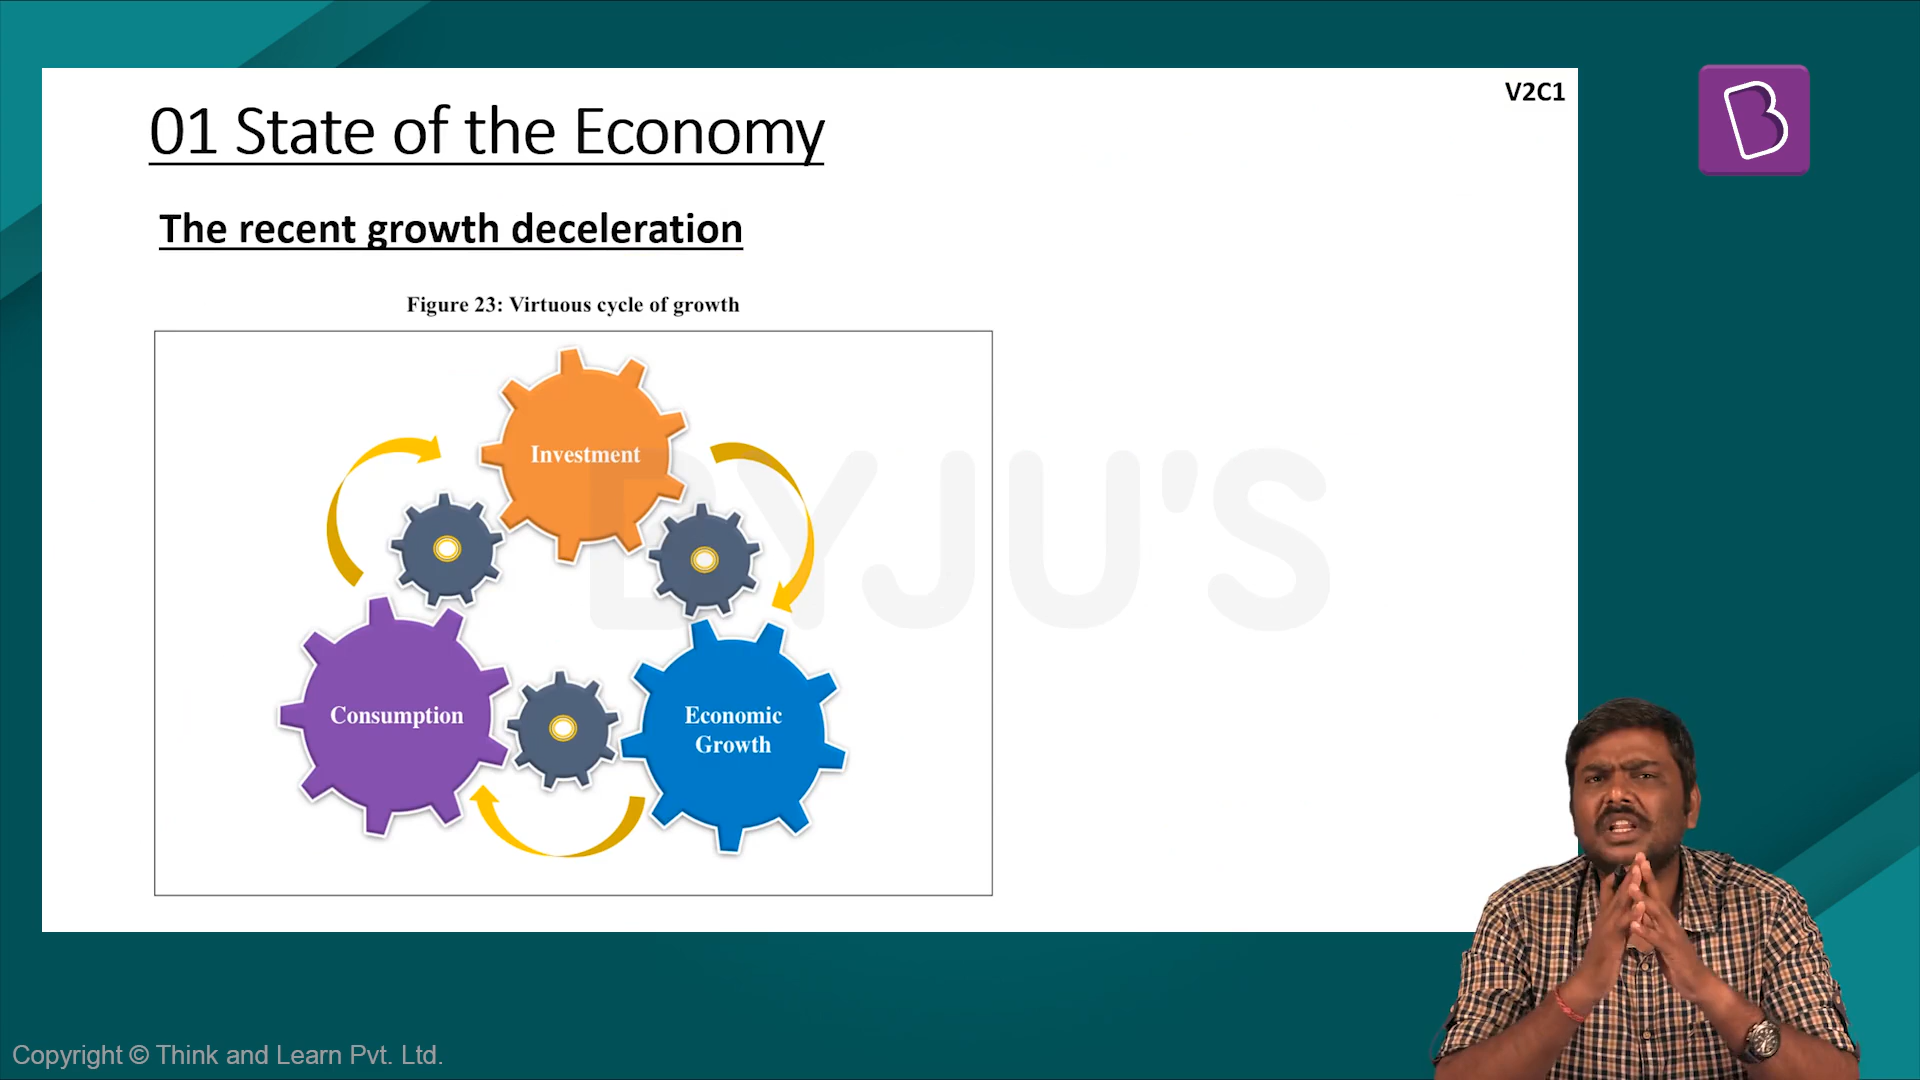 V2C1
01 State of the Economy
The recent growth deceleration
Figure 23: Virtuous cycle of growth
Investment
BYJU'S
Consumption
Economic
Growth
Copyright © Think and Learn Pvt. Ltd.